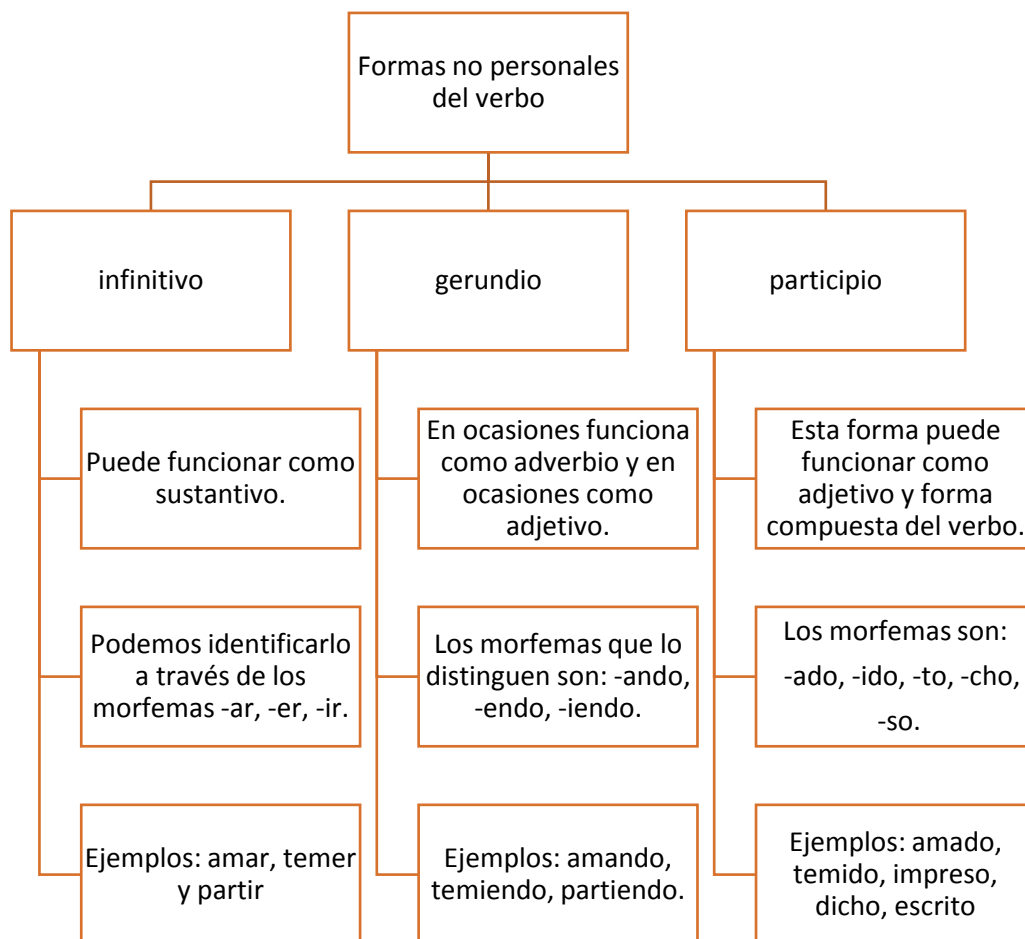 Formas no personales
del verbo
infinitivo
gerundio
participio
Puede funcionar como
sustantivo.
En ocasiones funciona
como adverbio y en
ocasiones como
adjetivo.
Esta forma puede
funcionar como
adjetivo y forma
compuesta del verbo.
Podemos identificarlo
a través de los
morfemas -ar, -er, -ir.
Los morfemas que lo
distinguen son: -ando,
-endo, -iendo.
Los morfemas son:
-ado, -ido, -to, -cho,
-so.
Ejemplos: amar, temer
y partir
Ejemplos: amando,
temiendo, partiendo.
Ejemplos: amado,
temido, impreso,
dicho, escrito